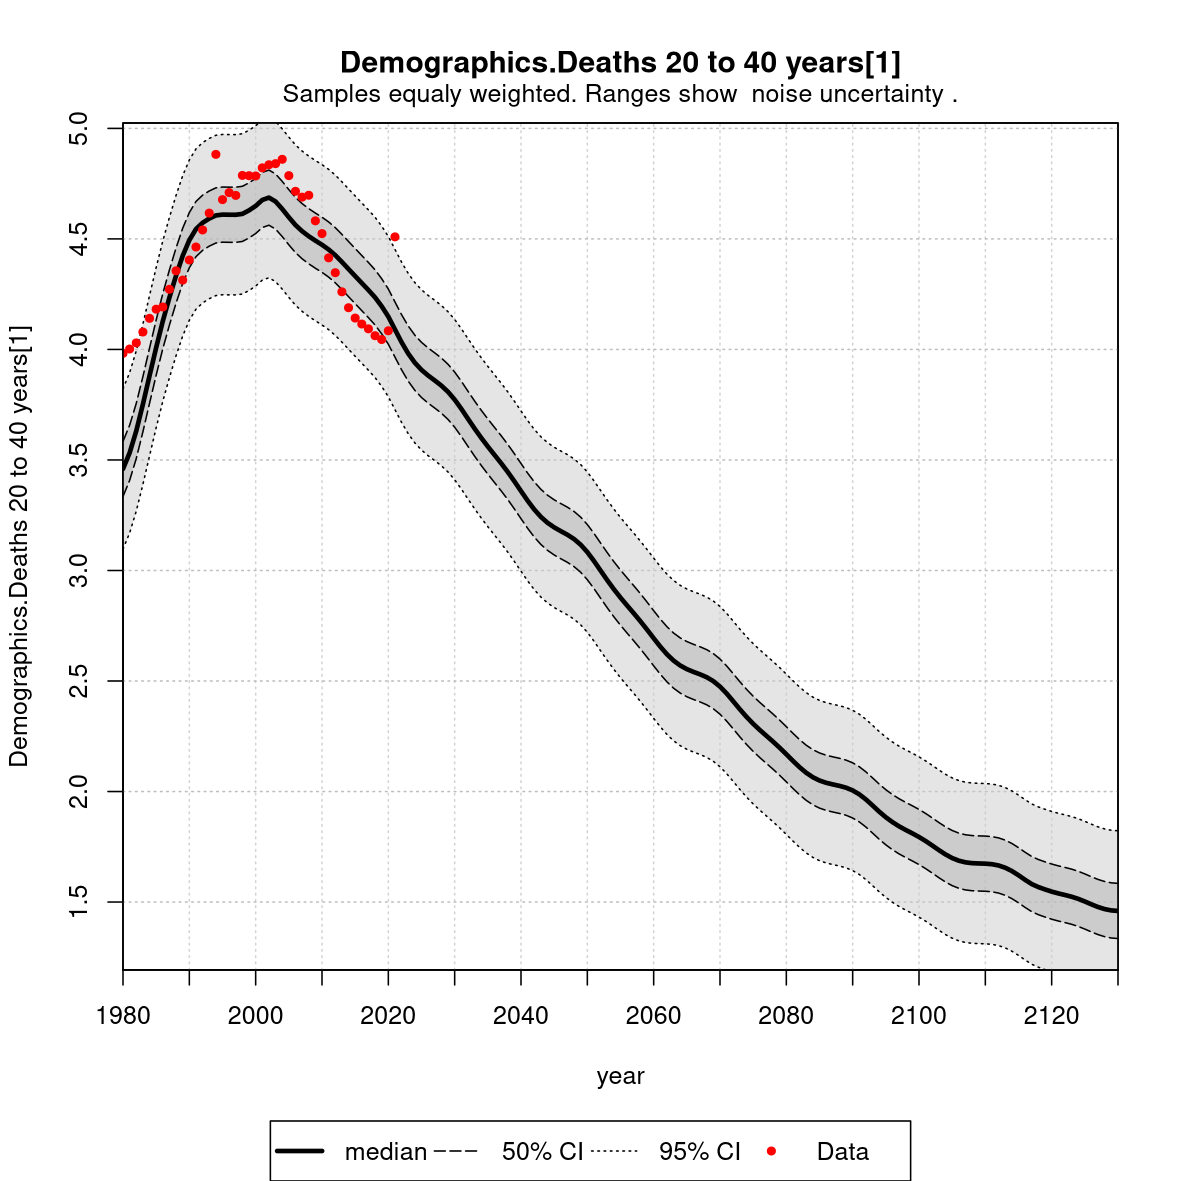 Demographics.Deaths 20 to 40 years[1]
Samples equaly weighted. Ranges show  noise uncertainty .
Demographics.Deaths 20 to 40 years[1]
5.0
4.5
4.0
3.5
3.0
2.5
2.0
1.5
1980 2000 2020 2040 2060 2080 2100 2120
year
median 50% CI 95% CI Data